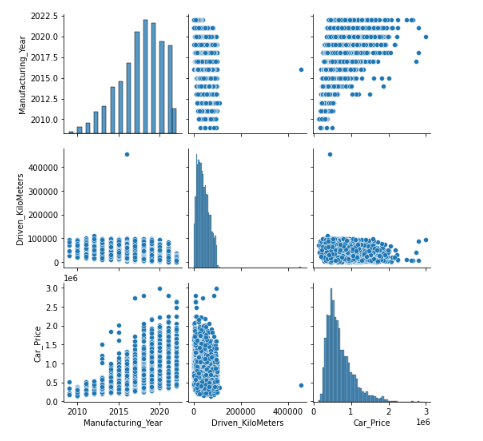 2022.5
2020.0
2017.5
2015.0
2012.5
2010.0
Manufacturing_Year
400000
300000
200000
100000
0
Driven_KiloMeters
1e6
3.0
2.5
2.0
1.5
1.0
0.5
0.0
Car_Price
2010 2015 2020
Manufacturing_Year
0 200000 400000
Driven_KiloMeters
0 1 2 3
1e6
Car_Price